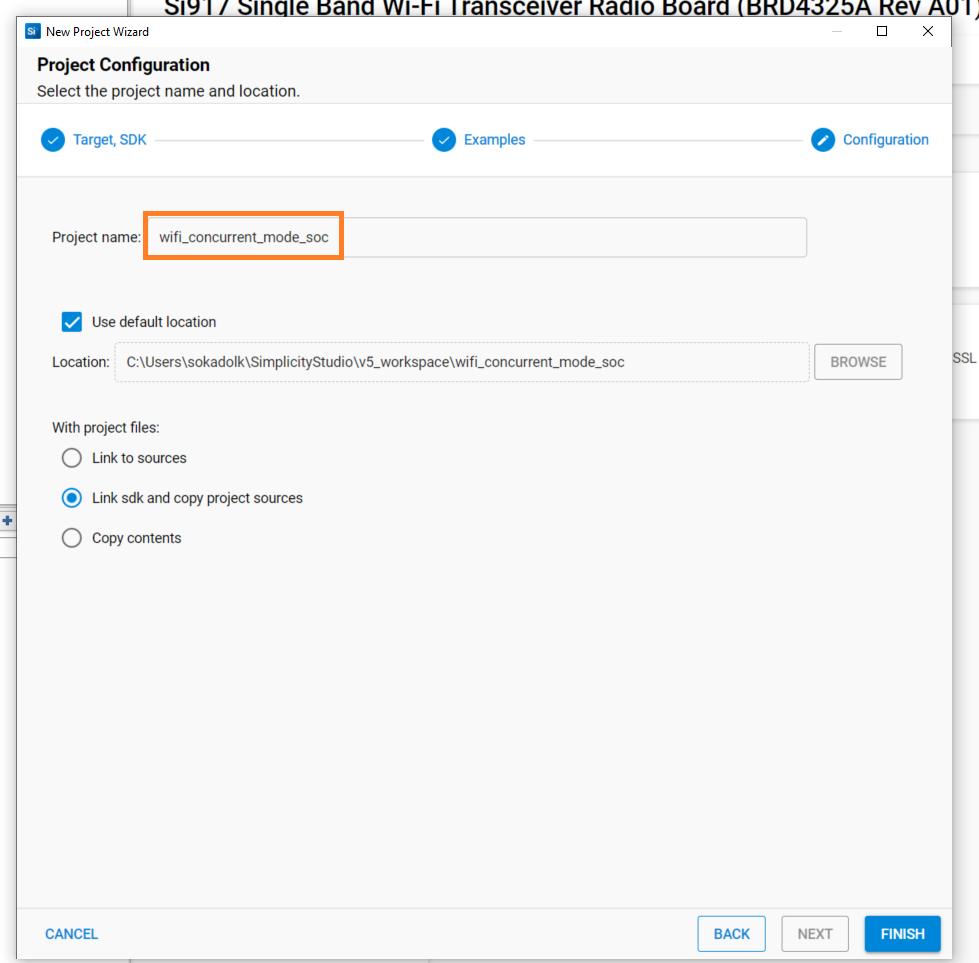 Si917 Single Band Wi-Fi Transceiver Radio Board (BRD4325A Rev A01)
Si New Project Wizard
Project Configuration
Select the project name and location.
Target, SDK
Examples
Configuration
Project name: wifi_concurrent_mode_soc
Use default location
Location: C:\Users\sokadolk\SimplicityStudio\v5_workspace\wifi_concurrent_mode_soc BROWSE
SSL
With project files:
Link to sources
Link sdk and copy project sources
Copy contents
CANCEL BACK NEXT FINISH